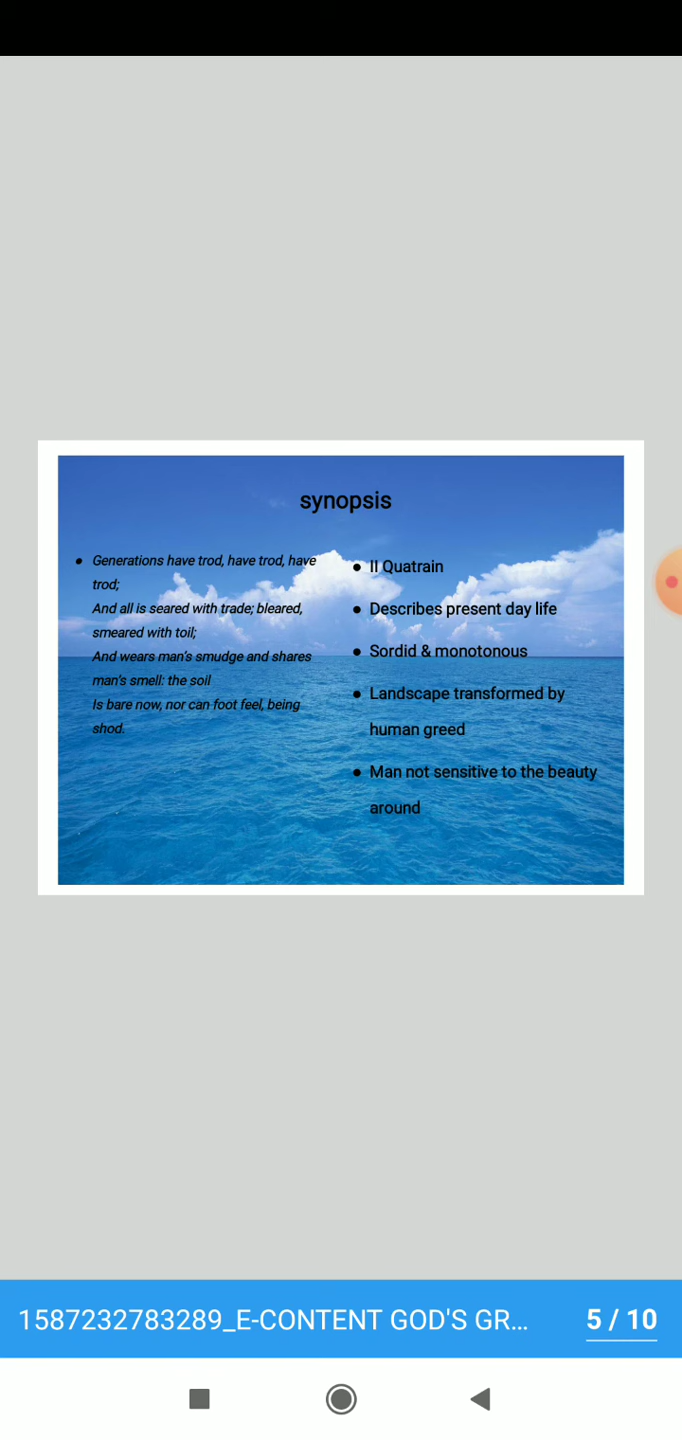 synopsis
● Generations have trod, have trod, have
trod;
And all is seared with trade; bleared,
smeared with toil;
And wears man's smudge and shares
man's smell: the soil
Is bare now, nor can foot feel, being
shod.
● II Quatrain
● Describes present day life
● Sordid & monotonous
● Landscape transformed by
human greed
● Man not sensitive to the beauty
around
1587232783289_E-CONTENT GOD'S GR... 5 / 10